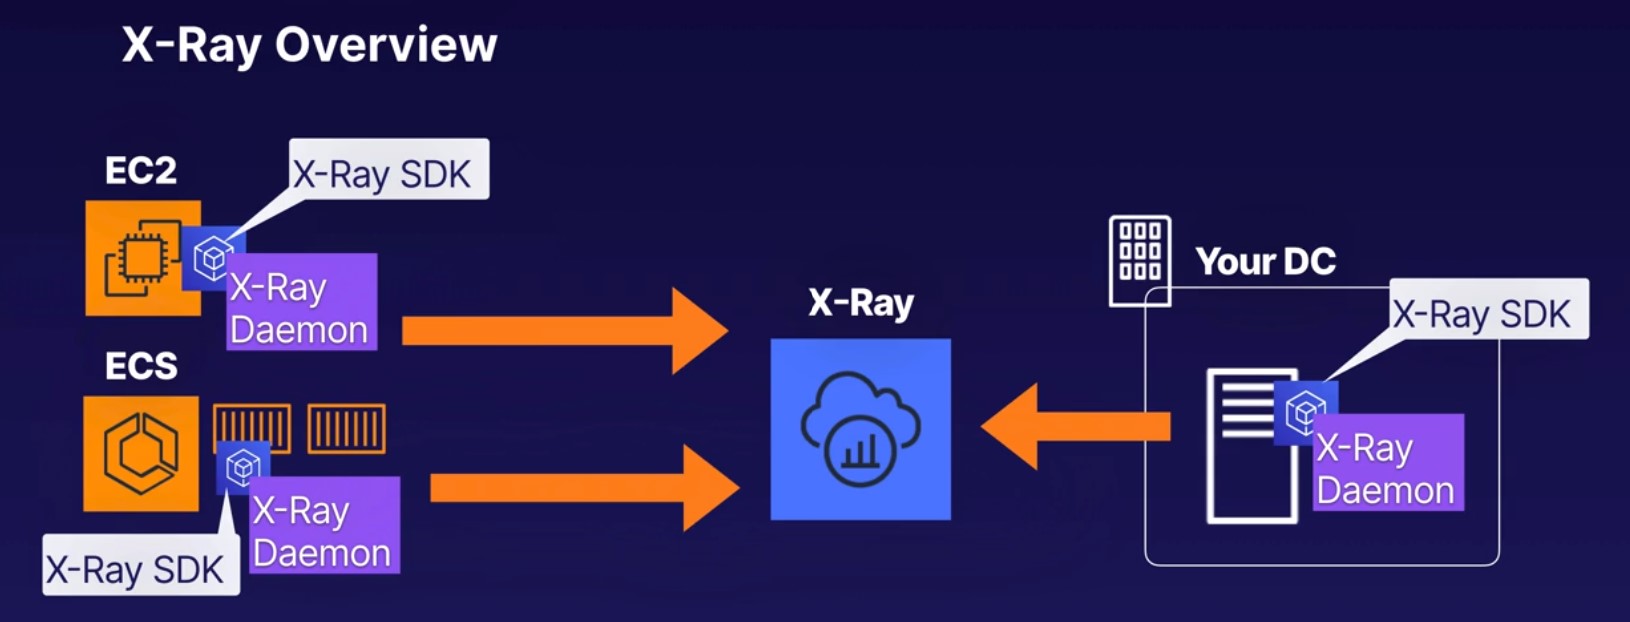 X-Ray Overview
EC2
X-Ray SDK
X-Ray
Daemon
ECS
X-Ray
Daemon
X-Ray SDK
X-Ray
Your DC
X-Ray SDK
X-Ray
Daemon